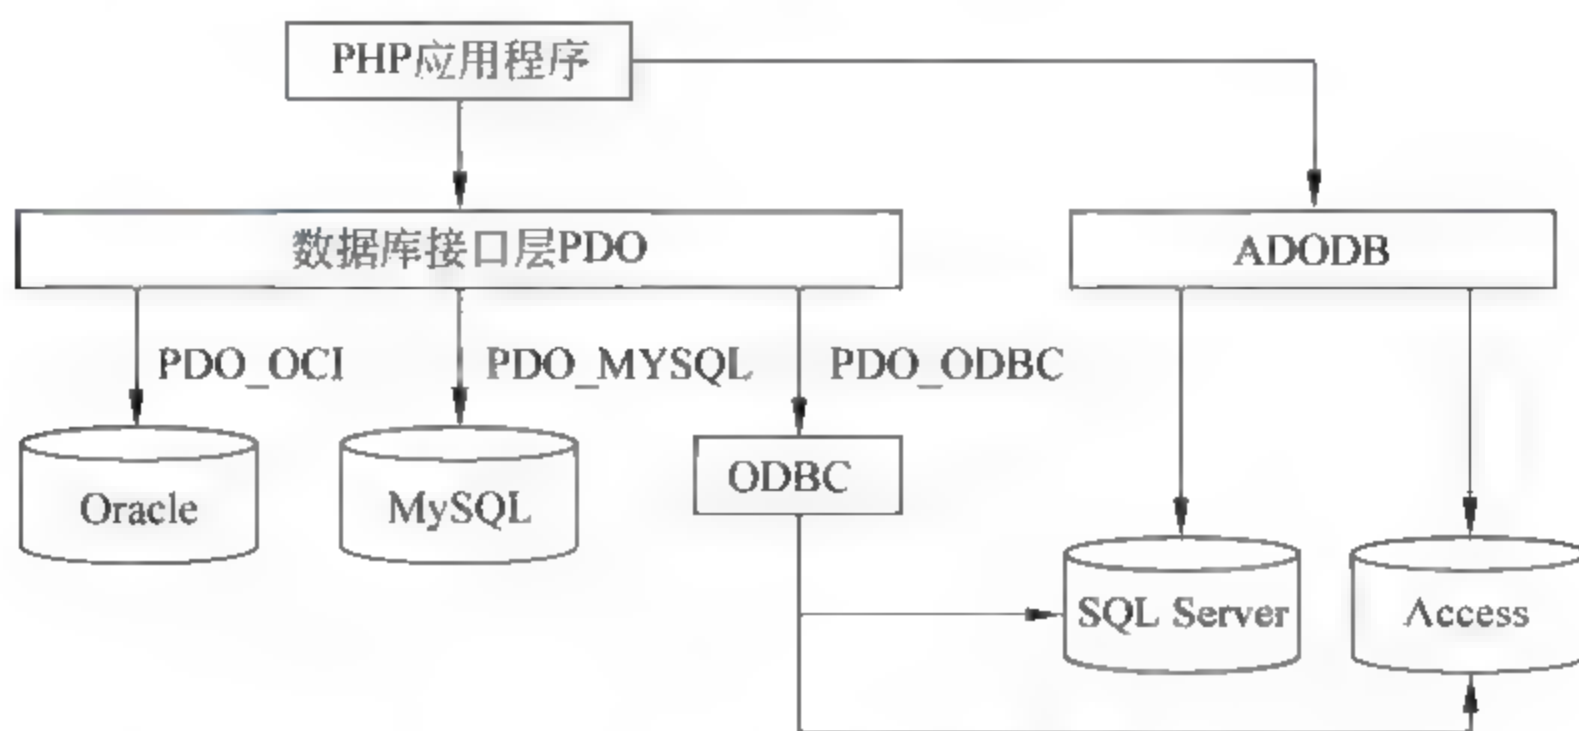 PHP应用程序
数据库接口层PDO
ADODB
PDO_OCI
PDO_MYSQL
PDO_ODBC
Oracle
MySQL
ODBC
SQL Server
Access